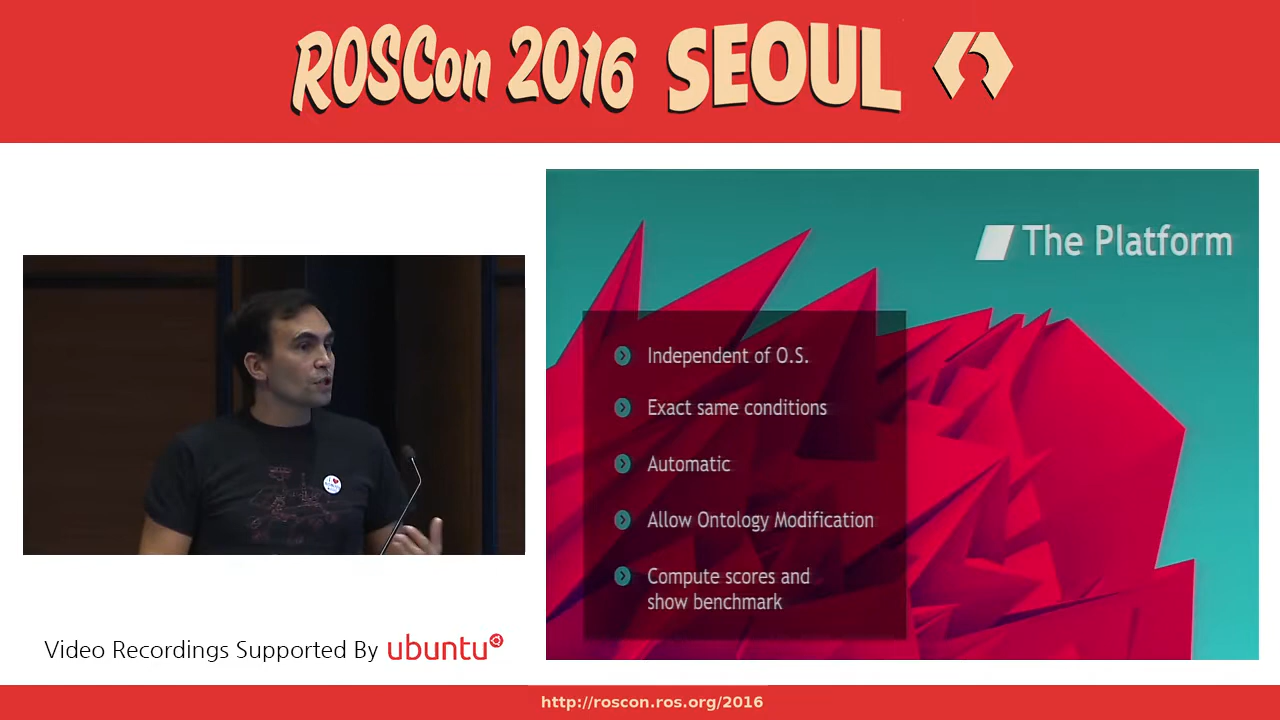 ROSCon 2016 SEOUL
The Platform
Independent of O.S.
Exact same conditions
Automatic
Allow Ontology Modification
Compute scores and
show benchmark
Video Recordings Supported By ubuntu
http://roscon.ros.org/2016